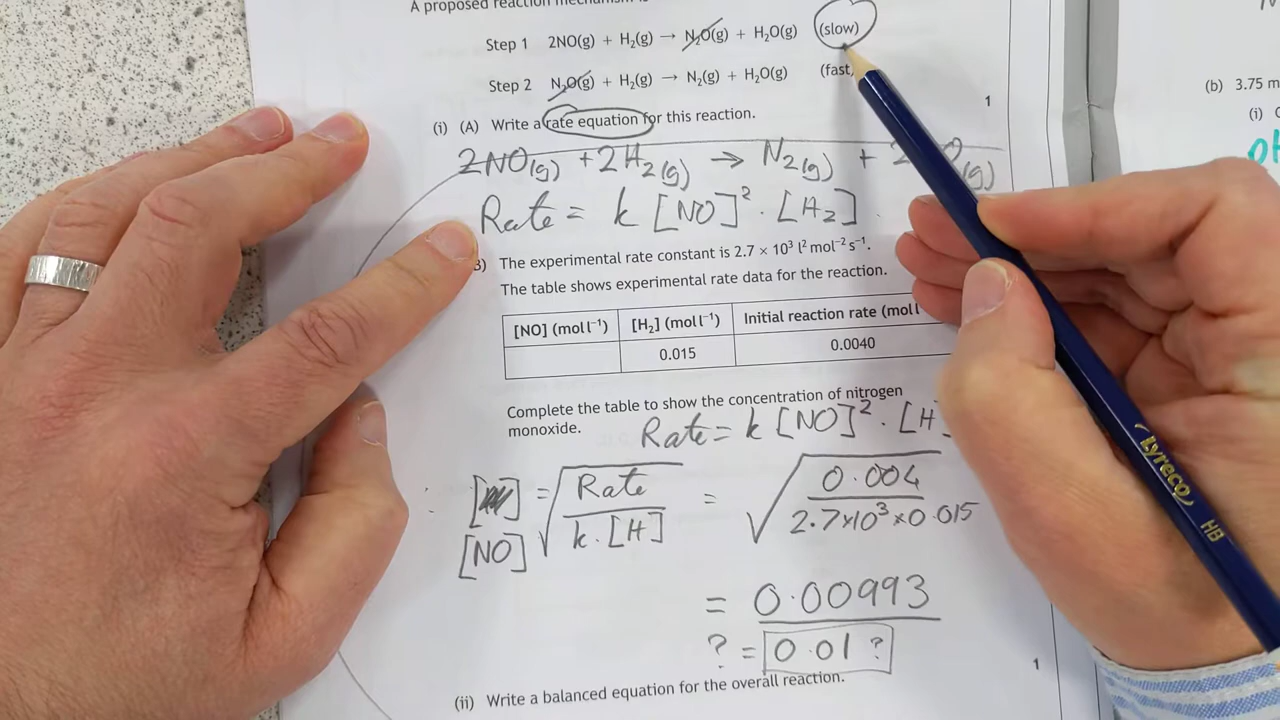 A proposed reaction mechanism is
Step 1 2NO(g) + H₂(g) → N₂O(g) + H₂O(g) (slow)
Step 2 N₂O(g) + H₂(g) → N₂(g) + H₂O(g) (fast)
1
(i) (A) Write a rate equation for this reaction.
2NO(g) + 2H₂(g) → N₂(g) + 2 O(g)
Rate = k [NO]² · [H₂]
B) The experimental rate constant is 2.7 × 10³ l² mol⁻² s⁻¹.
The table shows experimental rate data for the reaction.
[NO] (mol l⁻¹) [H₂] (mol l⁻¹) Initial reaction rate (mol l
0.015 0.0040
Complete the table to show the concentration of nitrogen
monoxide.
Rate = k [NO]² · [H
∴ [NO] = √ Rate / k · [H] = √ 0.004 / 2.7×10³×0.015
= 0.00993
? = 0.01 ?
1
(ii) Write a balanced equation for the overall reaction.
(b) 3.75 m
(i)
Lyreco HB